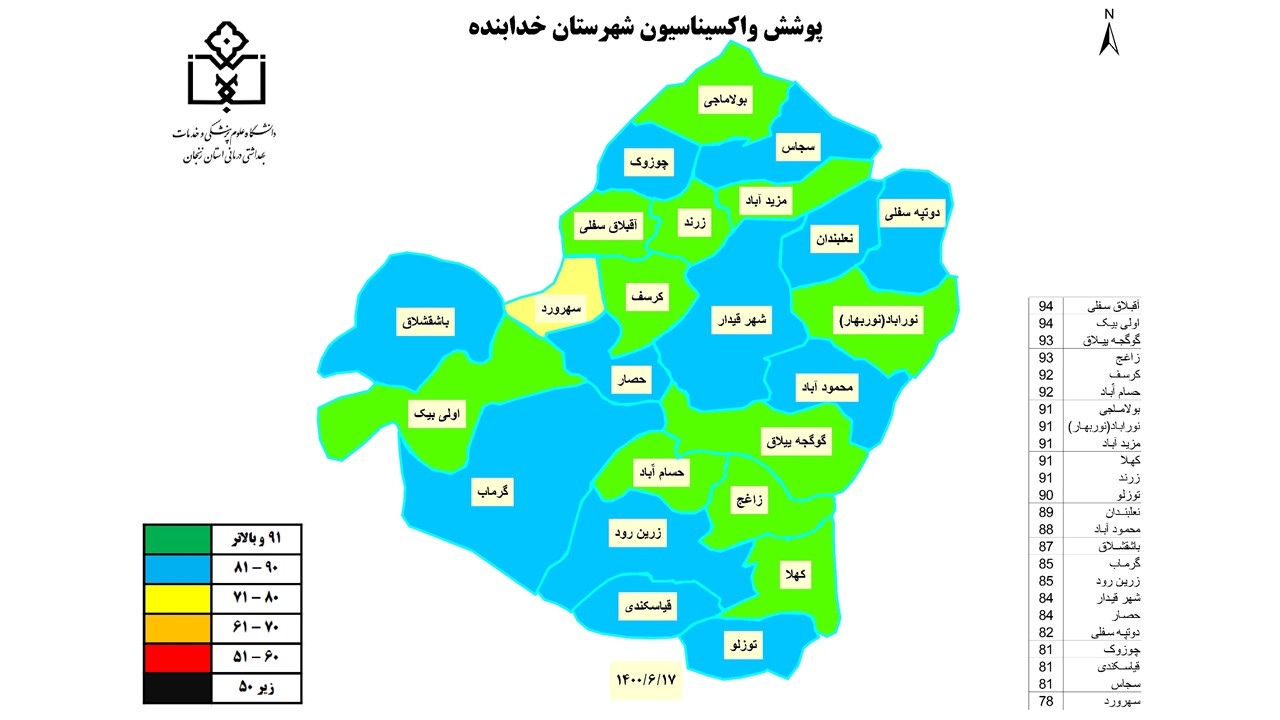 پوشش واکسیناسیون شهرستان خدابنده
N
دانشگاه علوم پزشکی و خدمات
بهداشتی درمانی استان زنجان
بولاماجی
سجاس
چوزوک
مزید آباد
دوتپه سفلی
زرند
آقبلاق سفلی
نعلبندان
کرسف
سهرورد
شهر قیدار
نوراباد(نوربهار)
باشقشلاق
حصار
محمود آباد
اولی بیک
گوگجه ییلاق
حسام آباد
گرماب
زاغج
زرین رود
کهلا
قیاسکندی
توزلو
۱۴۰۰/۶/۱۷
۹۱ و بالاتر
۸۱ – ۹۰
۷۱ – ۸۰
۶۱ – ۷۰
۵۱ – ۶۰
زیر ۵۰
آقبلاق سفلی 94
اولی بیک 94
گوگجه ییلاق 93
زاغج 93
کرسف 92
حسام آباد 92
بولاماجی 91
نوراباد(نوربهار) 91
مزید آباد 91
کهلا 91
زرند 91
توزلو 90
نعلبندان 89
محمود آباد 88
باشقشلاق 87
گرماب 85
زرین رود 85
شهر قیدار 84
حصار 84
دوتپه سفلی 82
چوزوک 81
قیاسکندی 81
سجاس 81
سهرورد 78